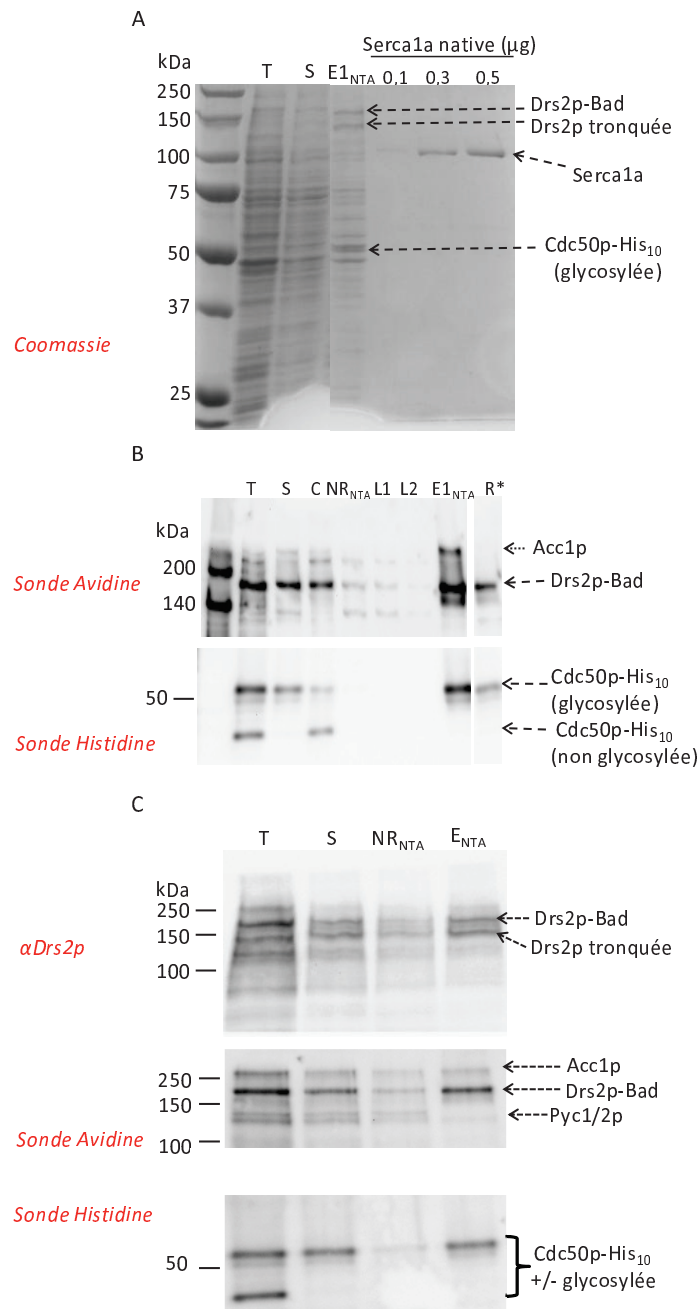 A
Serca1a native (µg)
kDa
T S E1NTA 0,1 0,3 0,5
250
150
100
75
50
37
25
Drs2p-Bad
Drs2p tronquée
Serca1a
Cdc50p-His10
(glycosylée)
Coomassie
B
T S C NRNTA L1 L2 E1NTA R*
kDa
200
140
Acc1p
Drs2p-Bad
Sonde Avidine
50
Cdc50p-His10
(glycosylée)
Cdc50p-His10
(non glycosylée)
Sonde Histidine
C
T S NRNTA ENTA
kDa
250
150
100
Drs2p-Bad
Drs2p tronquée
αDrs2p
250
150
100
Acc1p
Drs2p-Bad
Pyc1/2p
Sonde Avidine
Sonde Histidine
50
Cdc50p-His10
+/- glycosylée